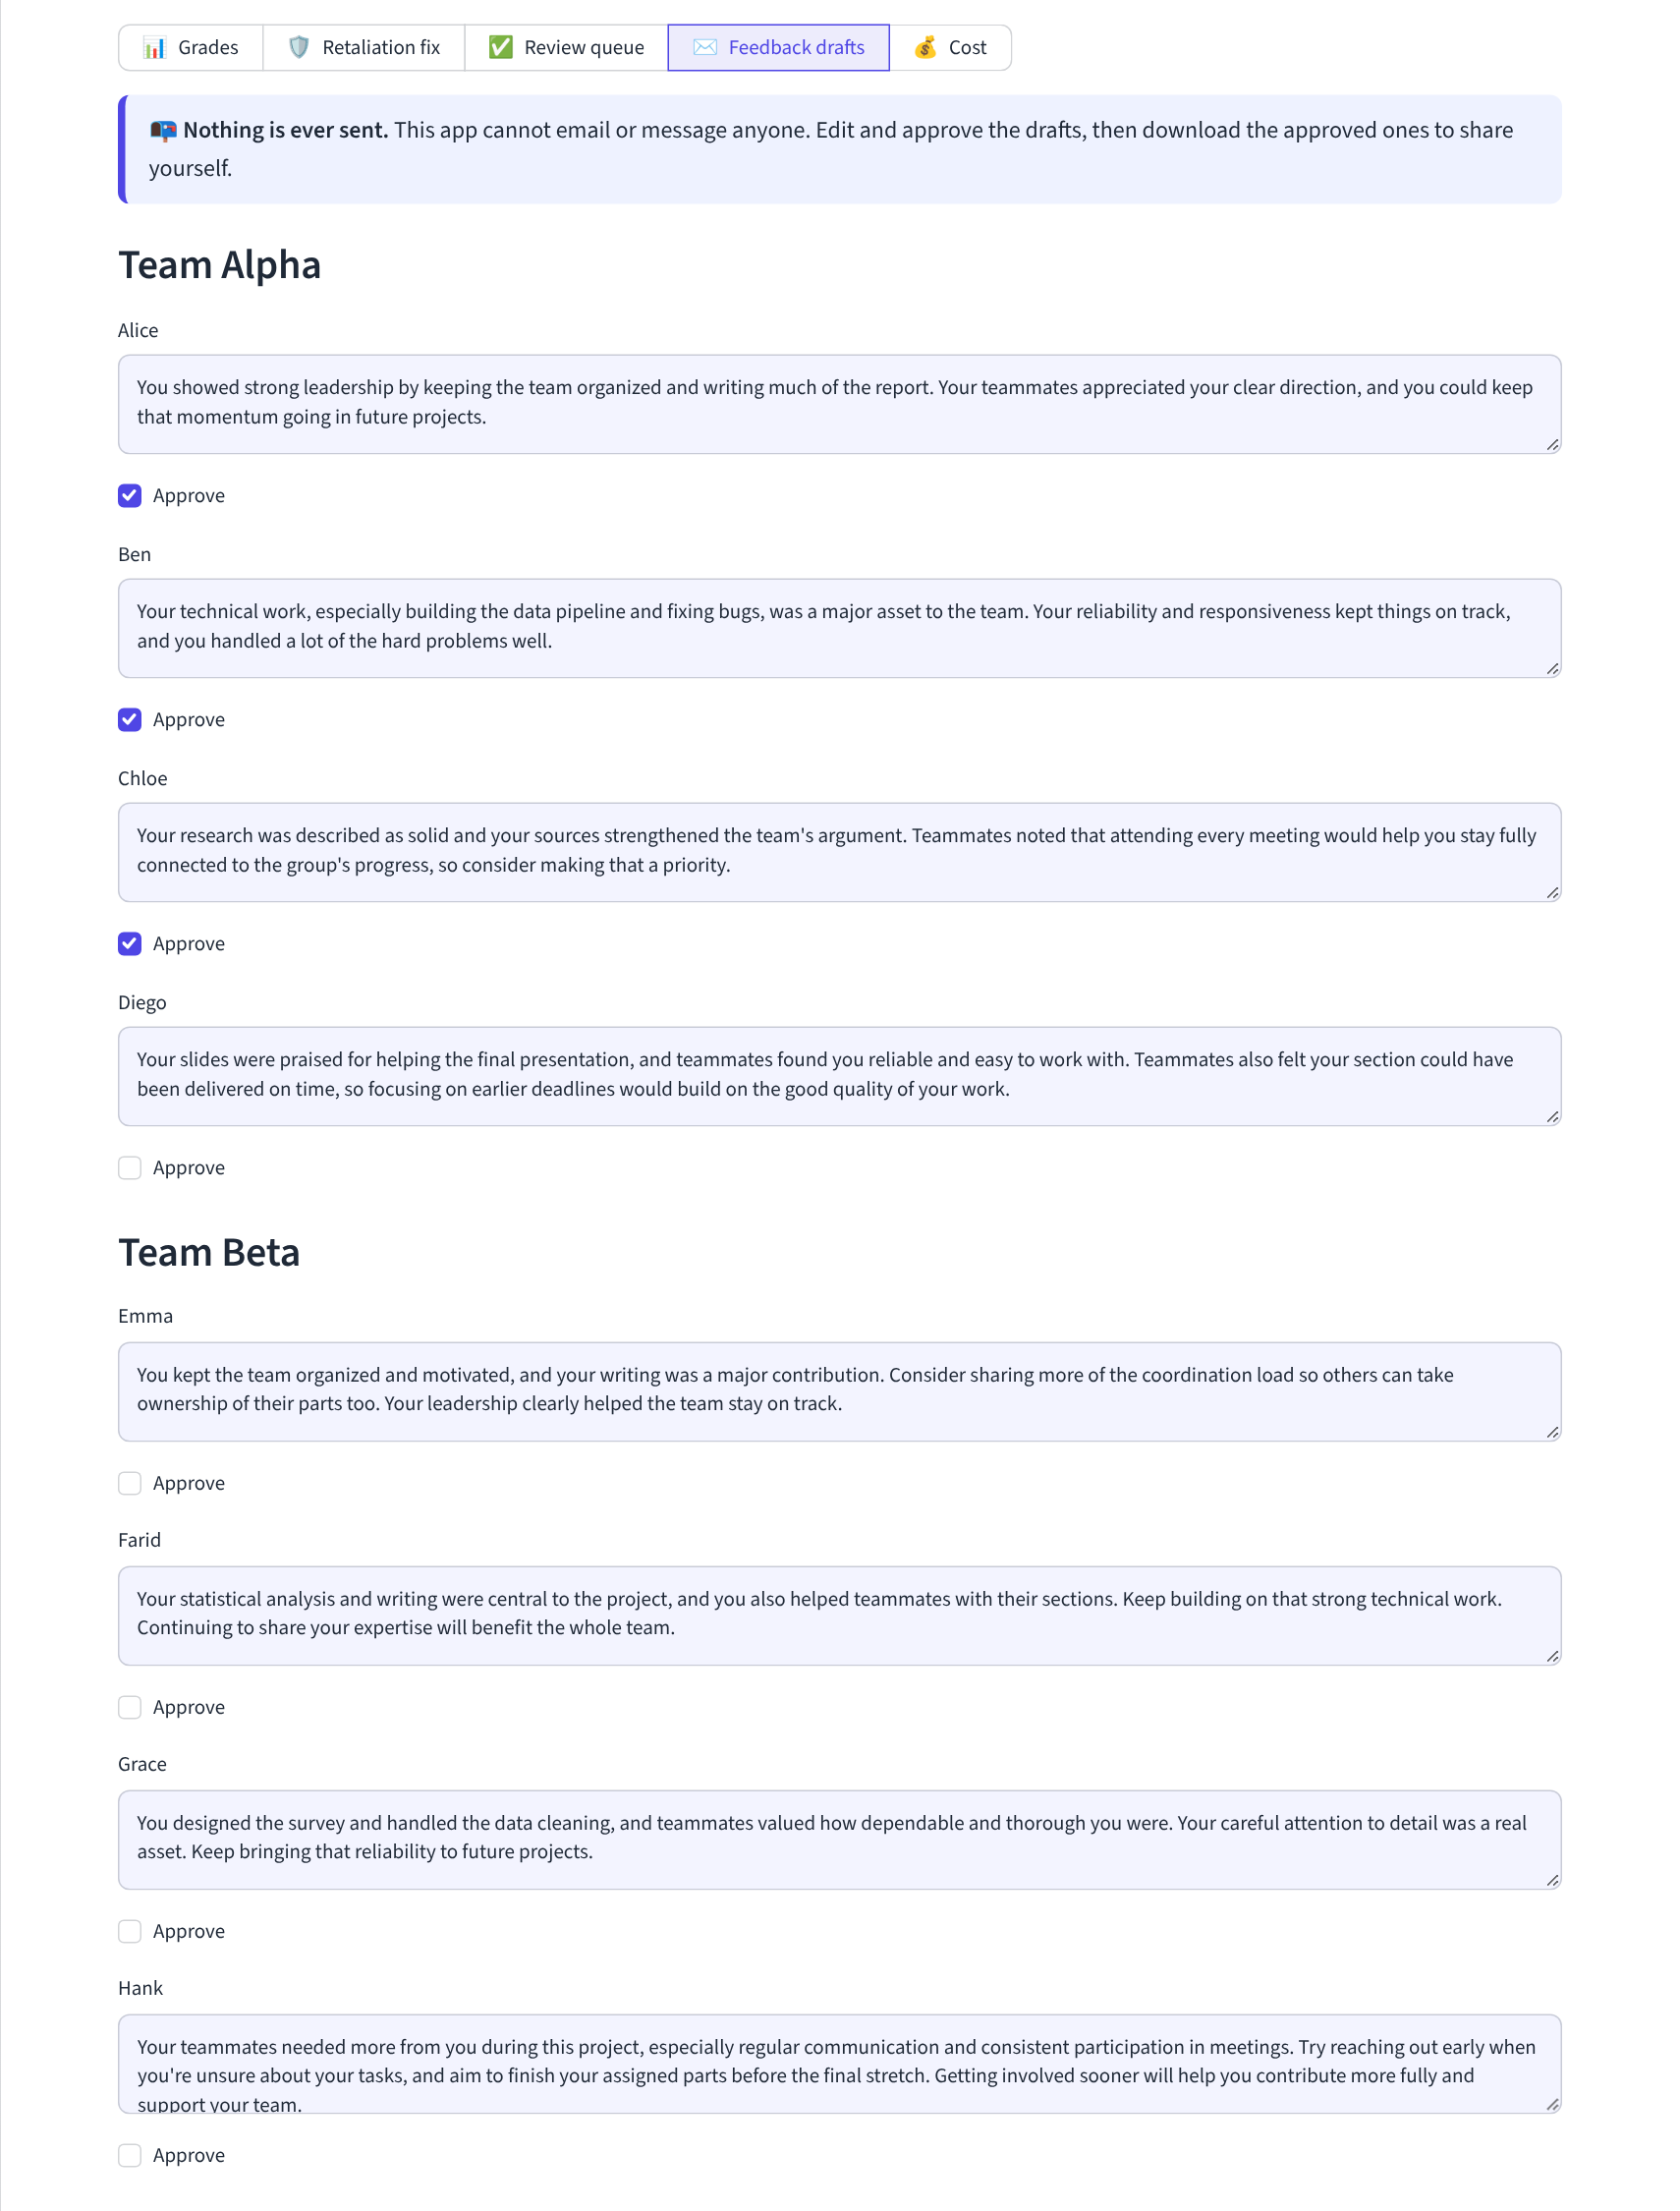 Grades Retaliation fix Review queue Feedback drafts Cost
Nothing is ever sent. This app cannot email or message anyone. Edit and approve the drafts, then download the approved ones to share
yourself.
Team Alpha
Alice
You showed strong leadership by keeping the team organized and writing much of the report. Your teammates appreciated your clear direction, and you could keep
that momentum going in future projects.
Approve
Ben
Your technical work, especially building the data pipeline and fixing bugs, was a major asset to the team. Your reliability and responsiveness kept things on track,
and you handled a lot of the hard problems well.
Approve
Chloe
Your research was described as solid and your sources strengthened the team's argument. Teammates noted that attending every meeting would help you stay fully
connected to the group's progress, so consider making that a priority.
Approve
Diego
Your slides were praised for helping the final presentation, and teammates found you reliable and easy to work with. Teammates also felt your section could have
been delivered on time, so focusing on earlier deadlines would build on the good quality of your work.
Approve
Team Beta
Emma
You kept the team organized and motivated, and your writing was a major contribution. Consider sharing more of the coordination load so others can take
ownership of their parts too. Your leadership clearly helped the team stay on track.
Approve
Farid
Your statistical analysis and writing were central to the project, and you also helped teammates with their sections. Keep building on that strong technical work.
Continuing to share your expertise will benefit the whole team.
Approve
Grace
You designed the survey and handled the data cleaning, and teammates valued how dependable and thorough you were. Your careful attention to detail was a real
asset. Keep bringing that reliability to future projects.
Approve
Hank
Your teammates needed more from you during this project, especially regular communication and consistent participation in meetings. Try reaching out early when
you're unsure about your tasks, and aim to finish your assigned parts before the final stretch. Getting involved sooner will help you contribute more fully and
support your team.
Approve